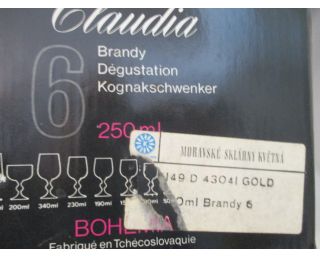 Claudia
6
Brandy
Dégustation
Kognakschwenker
250 ml
MORAVSKÉ SKLÁRNY KVĚTNÁ
149 D 43041 GOLD
0ml Brandy 6
200ml 340ml 230ml 190ml
BOHEMIA
Fabriqué en Tchécoslovaquie